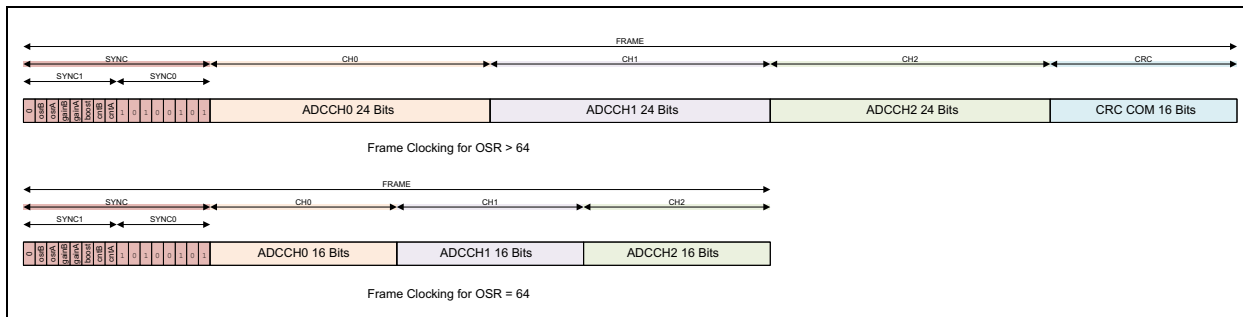 FRAME
SYNC CH0 CH1 CH2 CRC
SYNC1 SYNC0
0 osrB osrA gainB gainA boost cntB cntA 1 0 1 0 0 1 0 1 ADCCH0 24 Bits ADCCH1 24 Bits ADCCH2 24 Bits CRC COM 16 Bits
Frame Clocking for OSR > 64
FRAME
SYNC CH0 CH1 CH2
SYNC1 SYNC0
0 osrB osrA gainB gainA boost cntB cntA 1 0 1 0 0 1 0 1 ADCCH0 16 Bits ADCCH1 16 Bits ADCCH2 16 Bits
Frame Clocking for OSR = 64